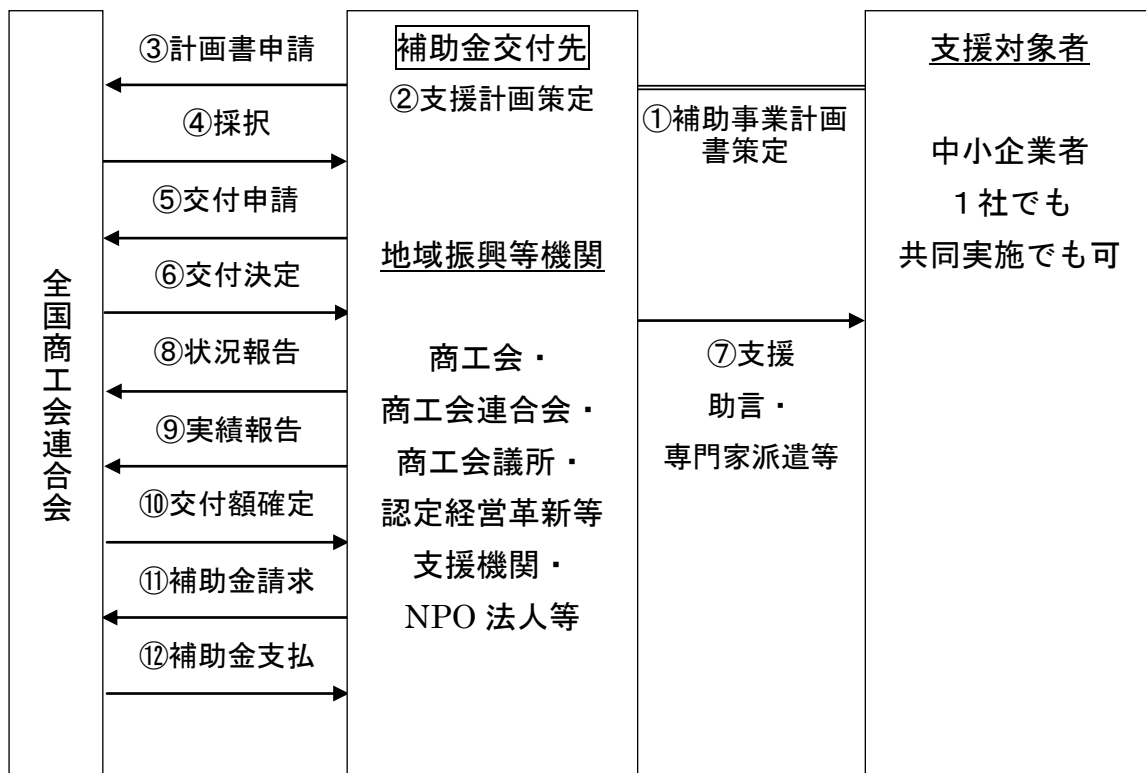 全国商工会連合会
③計画書申請
④採択
⑤交付申請
⑥交付決定
⑧状況報告
⑨実績報告
⑩交付額確定
⑪補助金請求
⑫補助金支払
補助金交付先
②支援計画策定
地域振興等機関
商工会・
商工会連合会・
商工会議所・
認定経営革新等
支援機関・
NPO 法人等
①補助事業計画
書策定
⑦支援
助言・
専門家派遣等
支援対象者
中小企業者
１社でも
共同実施でも可